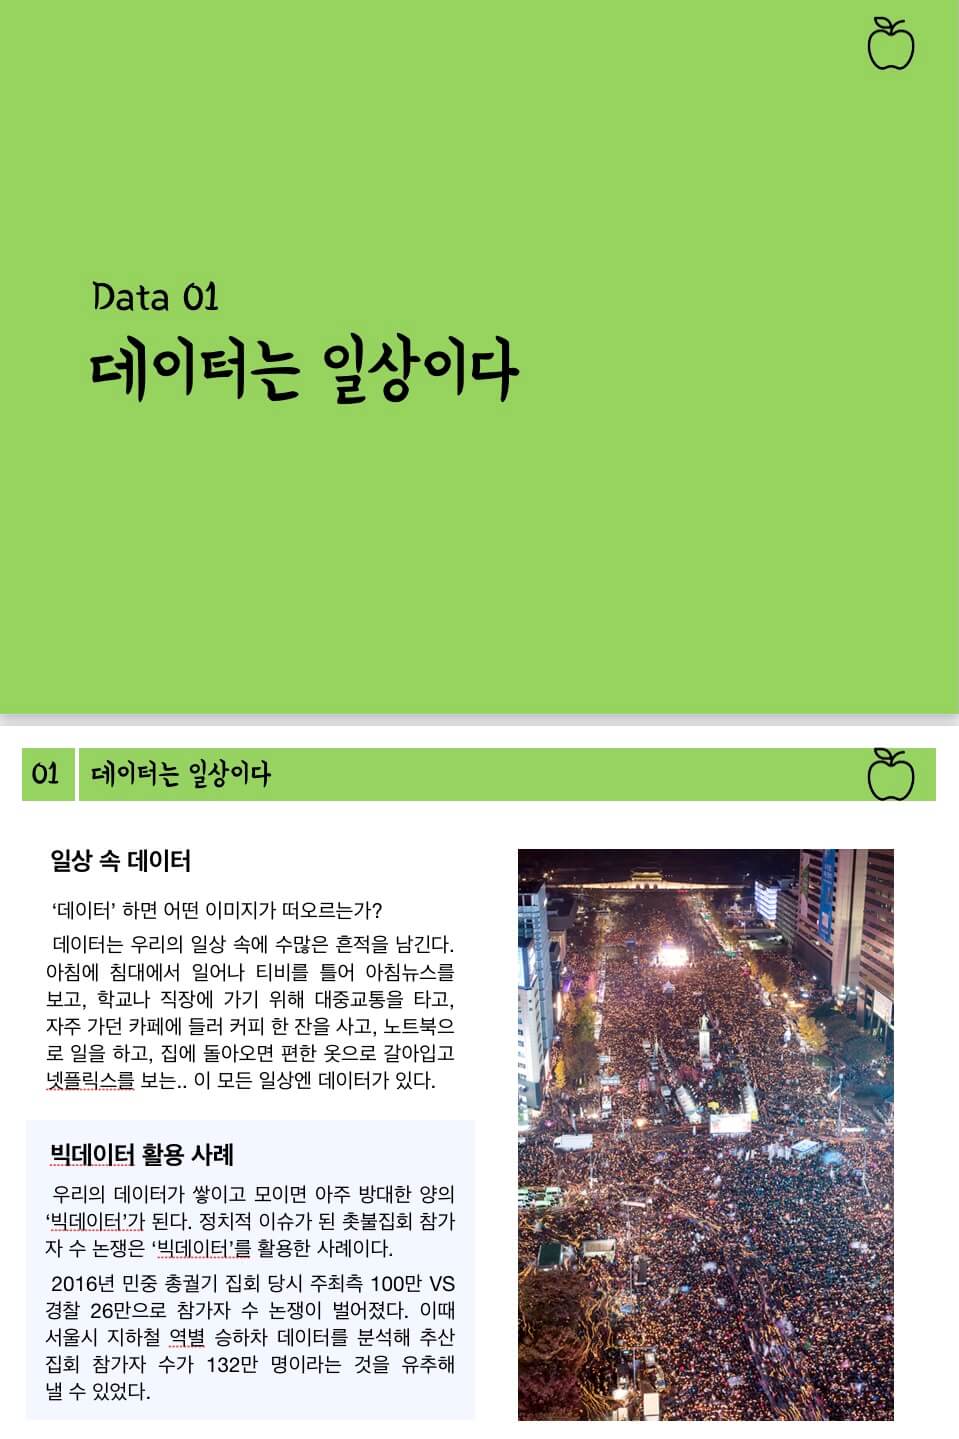 Data 01
데이터는 일상이다
01 데이터는 일상이다
일상 속 데이터
‘데이터’ 하면 어떤 이미지가 떠오르는가?
데이터는 우리의 일상 속에 수많은 흔적을 남긴다.
아침에 침대에서 일어나 티비를 틀어 아침뉴스를
보고, 학교나 직장에 가기 위해 대중교통을 타고,
자주 가던 카페에 들러 커피 한 잔을 사고, 노트북으
로 일을 하고, 집에 돌아오면 편한 옷으로 갈아입고
넷플릭스를 보는.. 이 모든 일상엔 데이터가 있다.
빅데이터 활용 사례
우리의 데이터가 쌓이고 모이면 아주 방대한 양의
‘빅데이터’가 된다. 정치적 이슈가 된 촛불집회 참가
자 수 논쟁은 ‘빅데이터’를 활용한 사례이다.
2016년 민중 총궐기 집회 당시 주최측 100만 VS
경찰 26만으로 참가자 수 논쟁이 벌어졌다. 이때
서울시 지하철 역별 승하차 데이터를 분석해 추산
집회 참가자 수가 132만 명이라는 것을 유추해
낼 수 있었다.